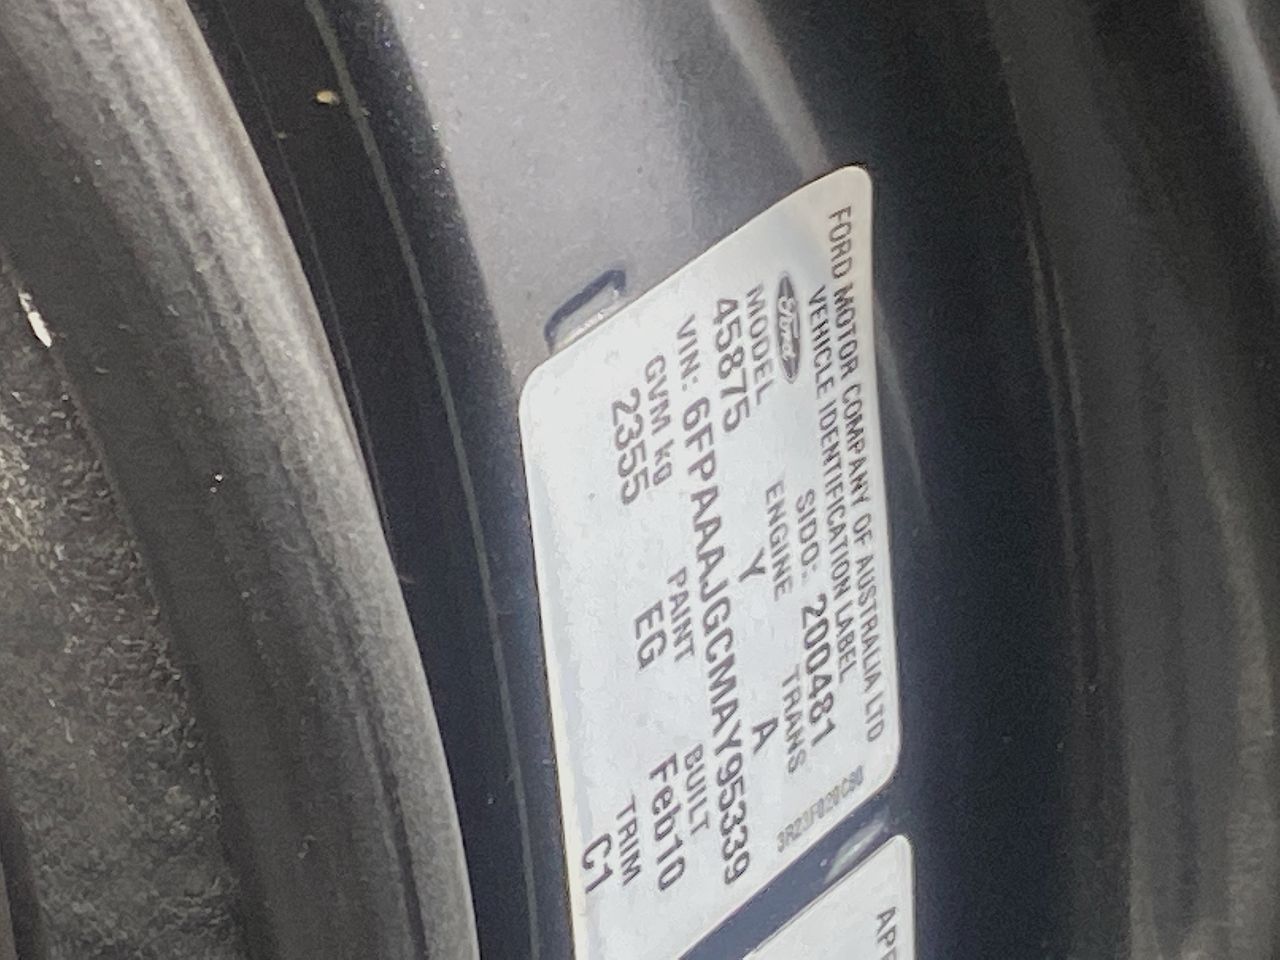 FORD MOTOR COMPANY OF AUSTRALIA LTD
VEHICLE IDENTIFICATION LABEL
Ford
SIDO: 200481
MODEL ENGINE TRANS
45875 Y A
VIN: 6FPAAAJGCMAY95339
GVM kg PAINT BUILT TRIM
2355 EG Feb10 C1